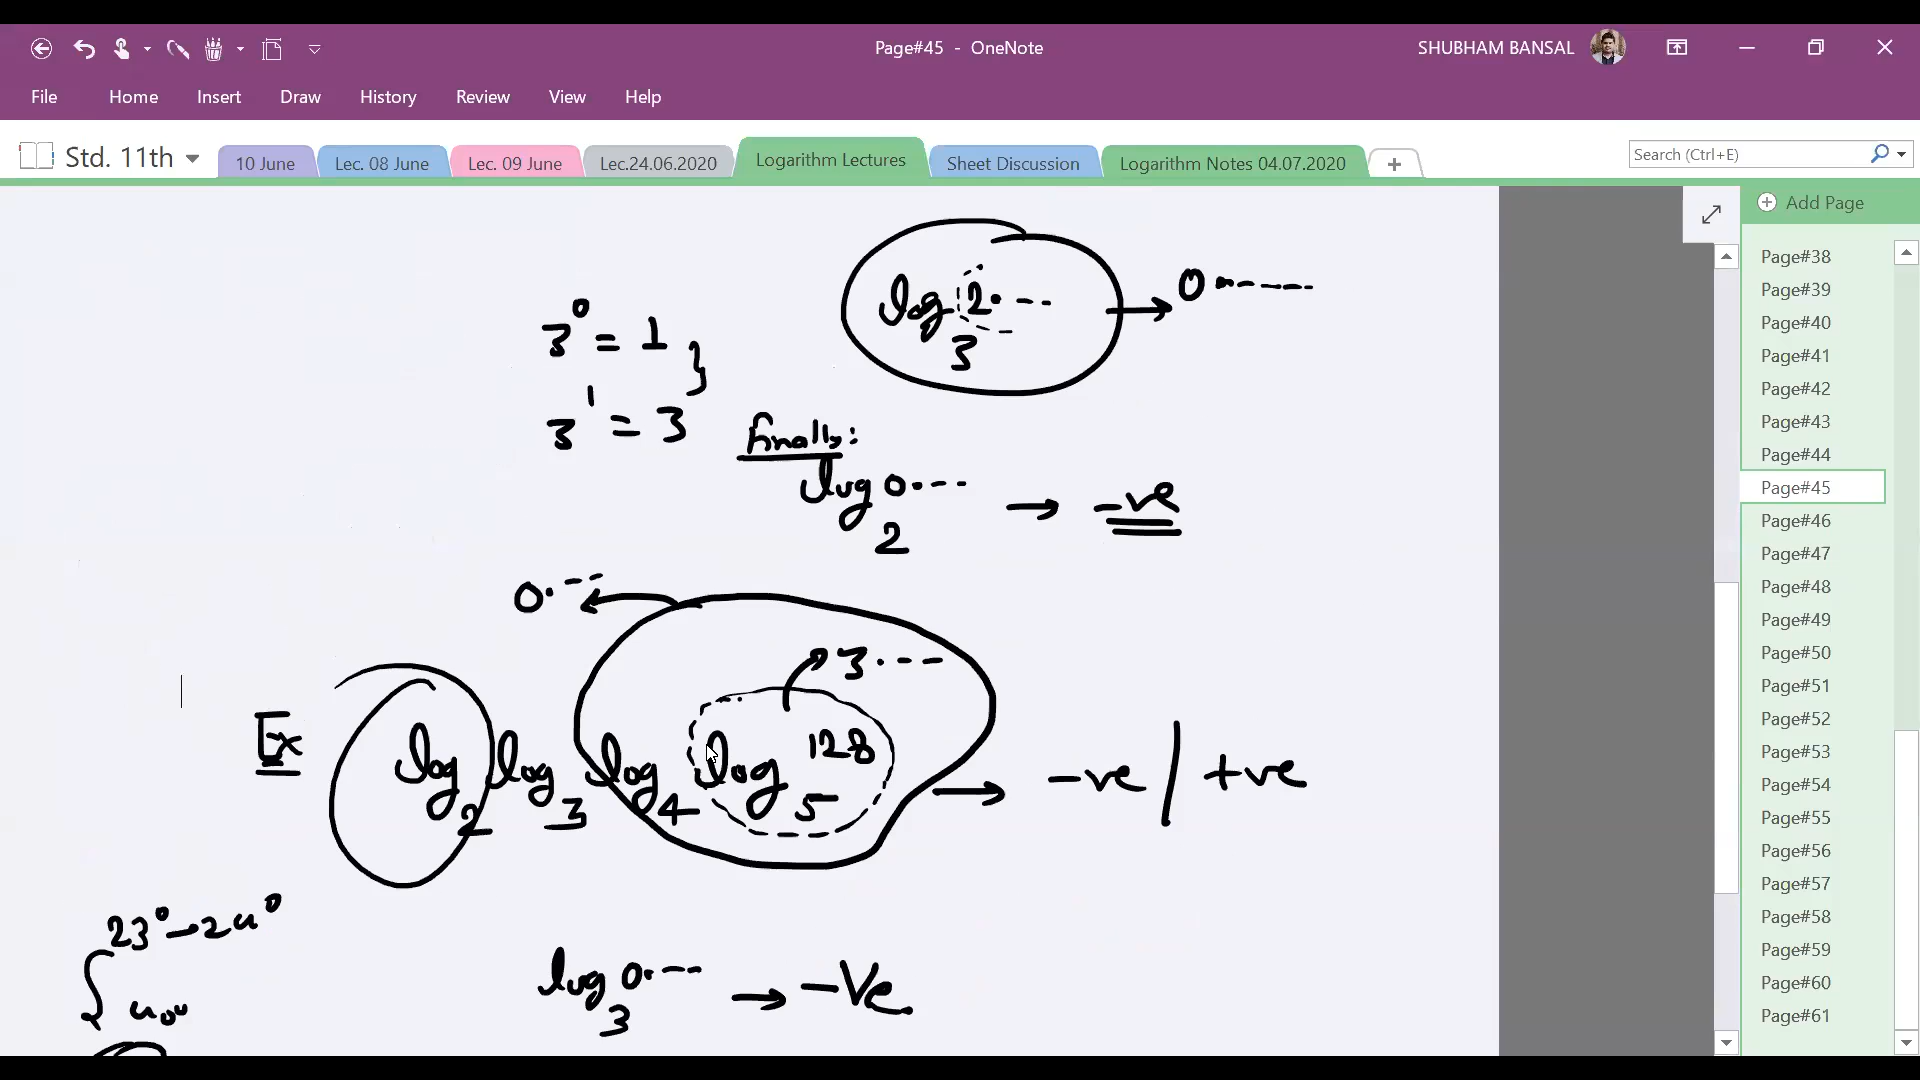 Page#45 - OneNote
SHUBHAM BANSAL
File Home Insert Draw History Review View Help
Std. 11th
10 June
Lec. 08 June
Lec. 09 June
Lec.24.06.2020
Logarithm Lectures
Sheet Discussion
Logarithm Notes 04.07.2020
Search (Ctrl+E)
Add Page
Page#38
Page#39
Page#40
Page#41
Page#42
Page#43
Page#44
Page#45
Page#46
Page#47
Page#48
Page#49
Page#50
Page#51
Page#52
Page#53
Page#54
Page#55
Page#56
Page#57
Page#58
Page#59
Page#60
Page#61
log₃ 2.--- → 0.-----
3⁰ = 1 }
3¹ = 3
Finally:
log₂ 0.--- → -ve
0.---
3.---
Ex log₂ log₃ log₄ log₅ 128 → -ve | +ve
23°
log₃ 0.--- → -Ve